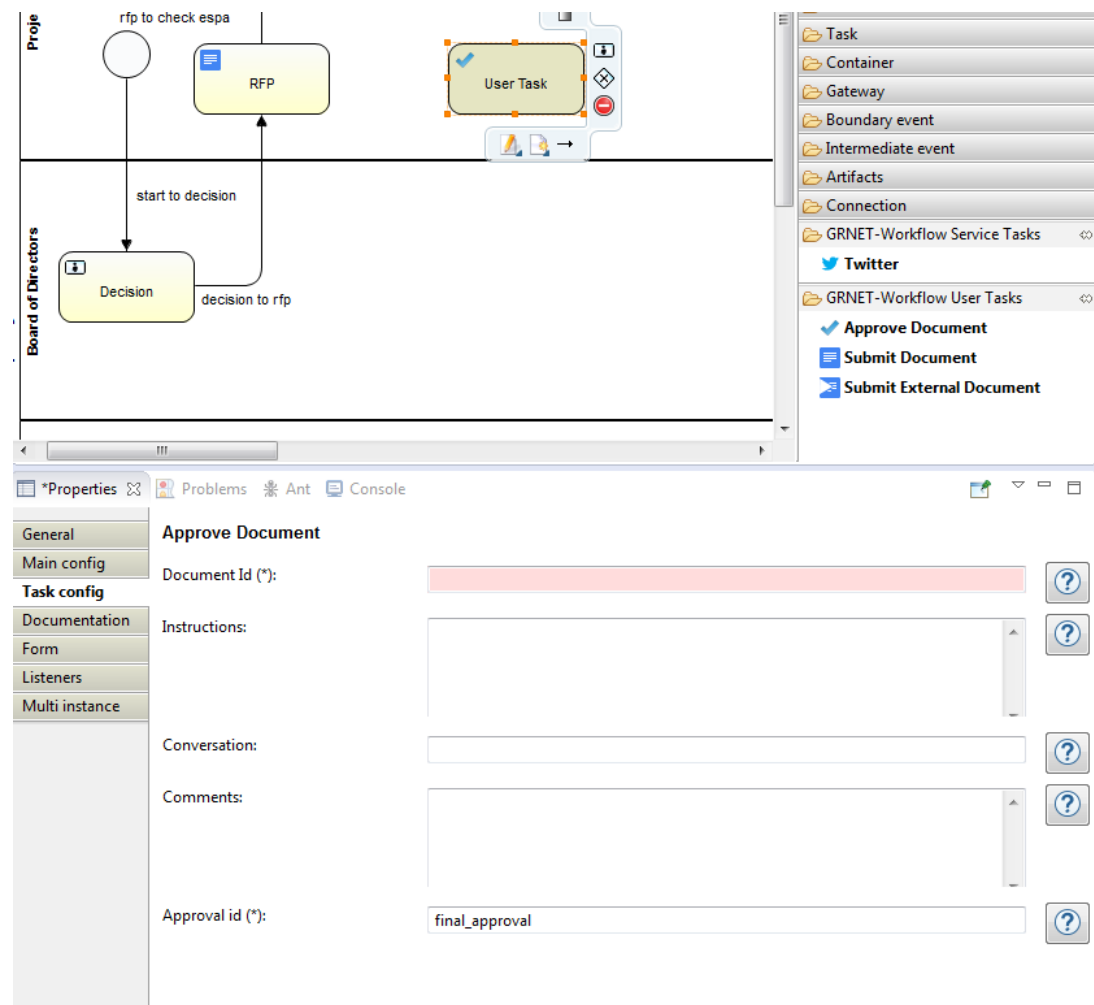 Proje
rfp to check espa
RFP
User Task
start to decision
Board of Directors
Decision
decision to rfp
Task
Container
Gateway
Boundary event
Intermediate event
Artifacts
Connection
GRNET-Workflow Service Tasks
Twitter
GRNET-Workflow User Tasks
Approve Document
Submit Document
Submit External Document
*Properties
Problems
Ant
Console
General
Main config
Task config
Documentation
Form
Listeners
Multi instance
Approve Document
Document Id (*):
Instructions:
Conversation:
Comments:
Approval id (*):
final_approval